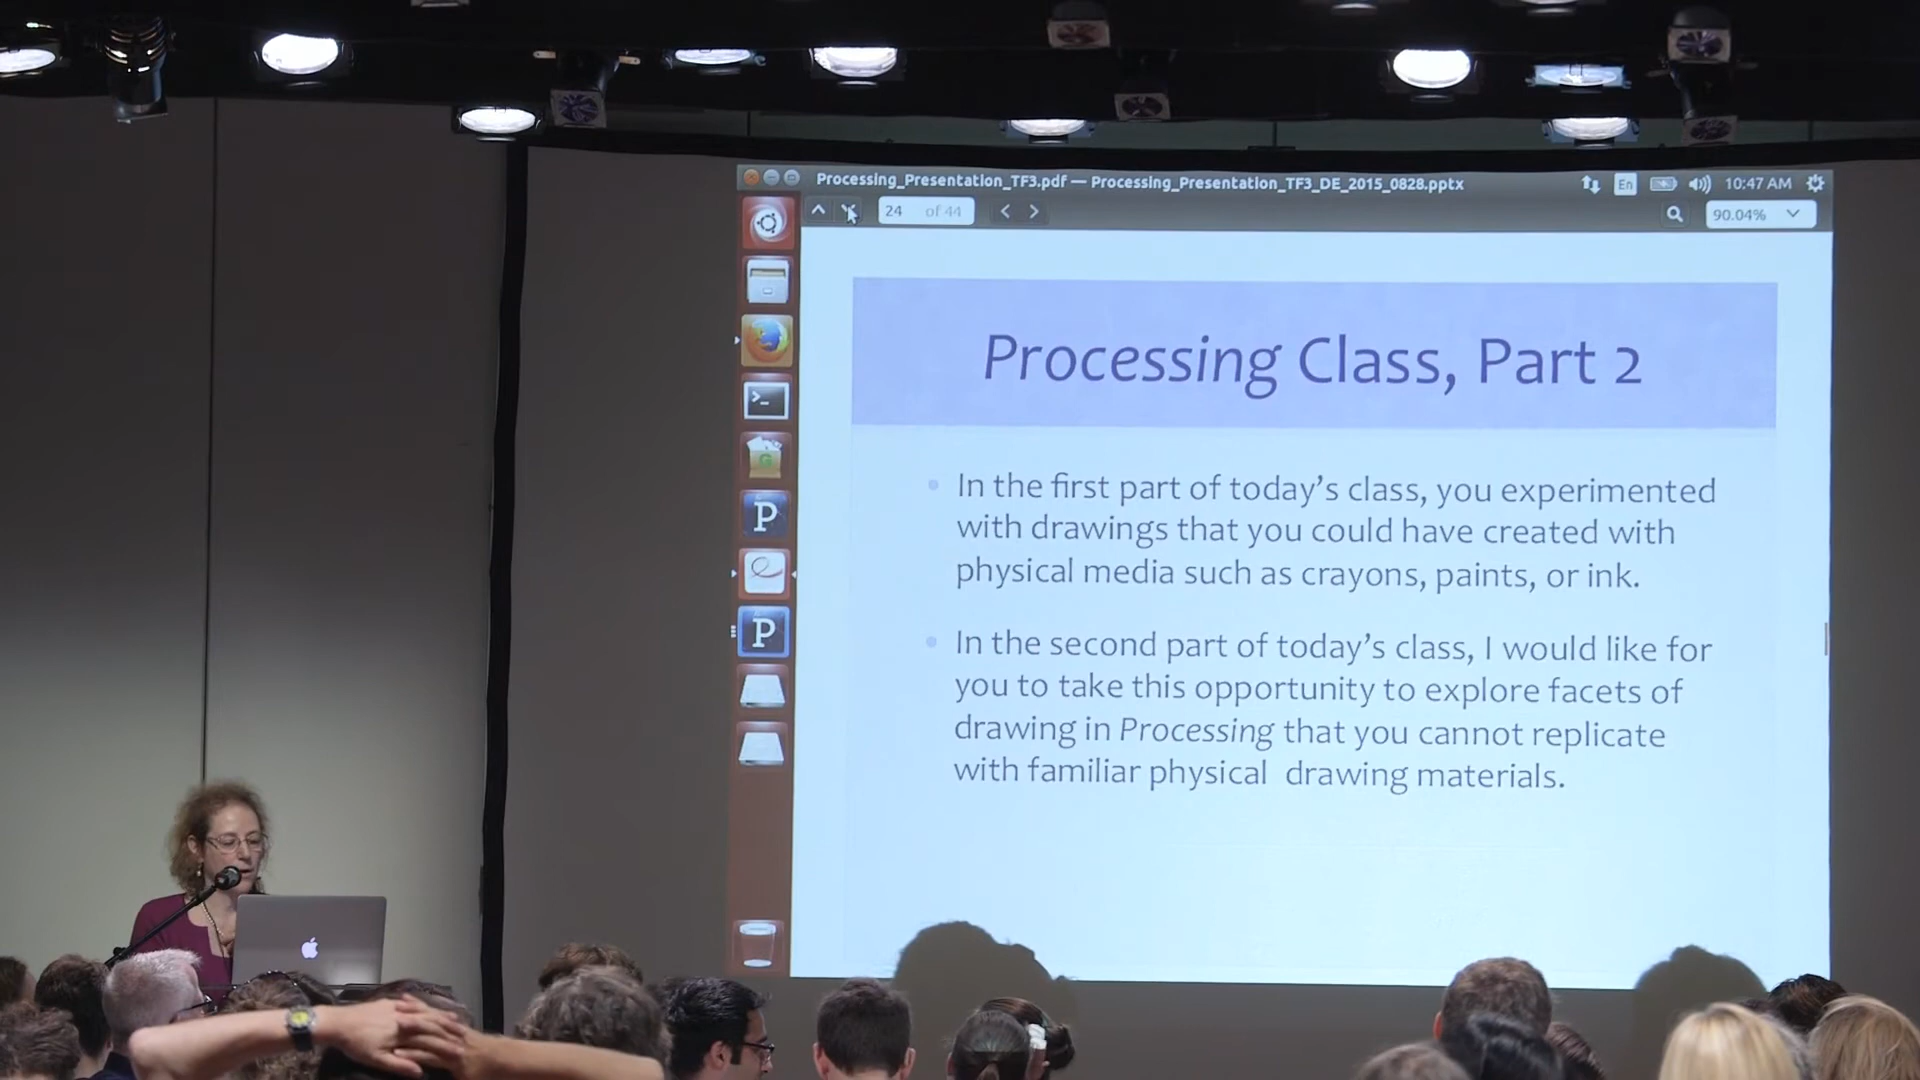 Processing_Presentation_TF3.pdf — Processing_Presentation_TF3_DE_2015_0828.pptx
En
10:47 AM
24 of 44
90.04%
Processing Class, Part 2
In the first part of today’s class, you experimented
with drawings that you could have created with
physical media such as crayons, paints, or ink.
In the second part of today’s class, I would like for
you to take this opportunity to explore facets of
drawing in Processing that you cannot replicate
with familiar physical drawing materials.
>_
G
P
P